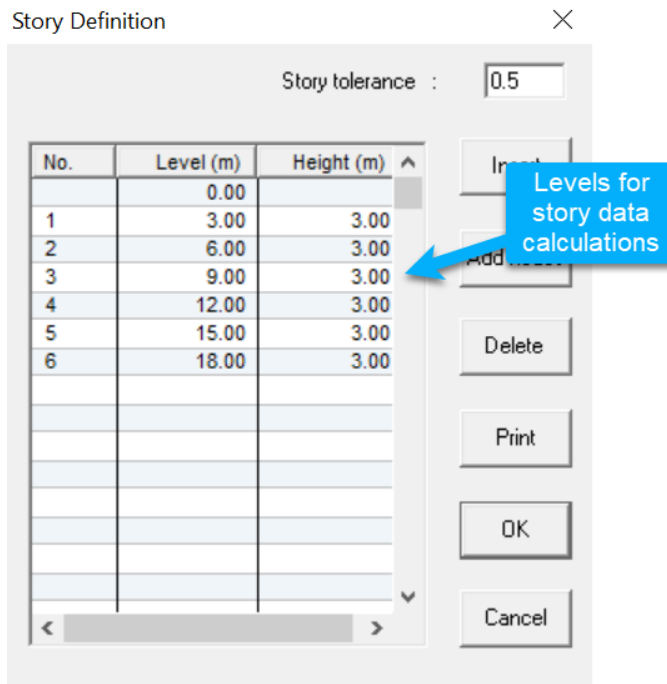 Story Definition
Story tolerance : 0.5
No. Level (m) Height (m)
0.00
1 3.00 3.00
2 6.00 3.00
3 9.00 3.00
4 12.00 3.00
5 15.00 3.00
6 18.00 3.00
Levels for
story data
calculations
Delete
Print
OK
Cancel